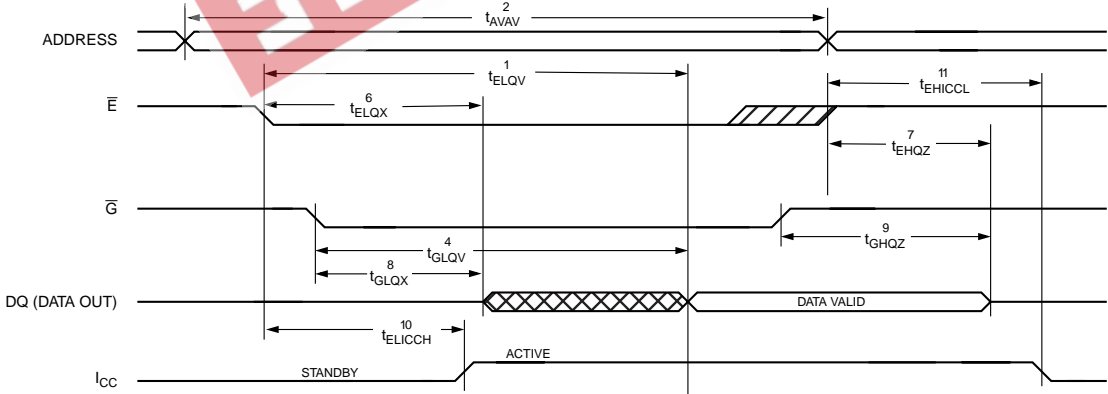 2
tAVAV
ADDRESS
1
tELQV
11
tEHICCL
E
6
tELQX
7
tEHQZ
G
9
tGHQZ
4
tGLQV
8
tGLQX
DQ (DATA OUT)
DATA VALID
10
tELICCH
ACTIVE
STANDBY
ICC